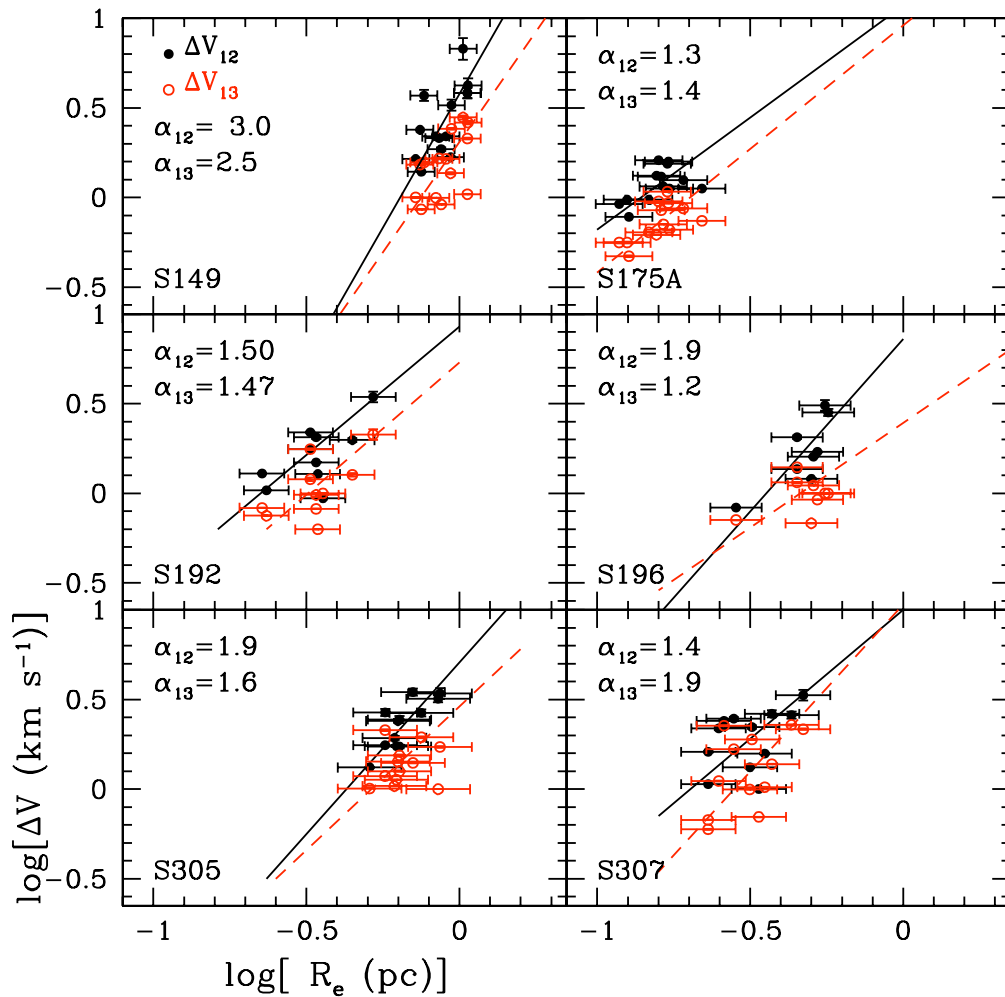 1
0.5
0
−0.5
ΔV₁₂
ΔV₁₃
α₁₂= 3.0
α₁₃=2.5
S149
α₁₂=1.3
α₁₃=1.4
S175A
1
0.5
0
−0.5
α₁₂=1.50
α₁₃=1.47
S192
α₁₂=1.9
α₁₃=1.2
S196
1
0.5
0
−0.5
α₁₂=1.9
α₁₃=1.6
S305
α₁₂=1.4
α₁₃=1.9
S307
−1 −0.5 0
−1 −0.5 0
log[ΔV (km s⁻¹)]
log[ Rₑ (pc)]